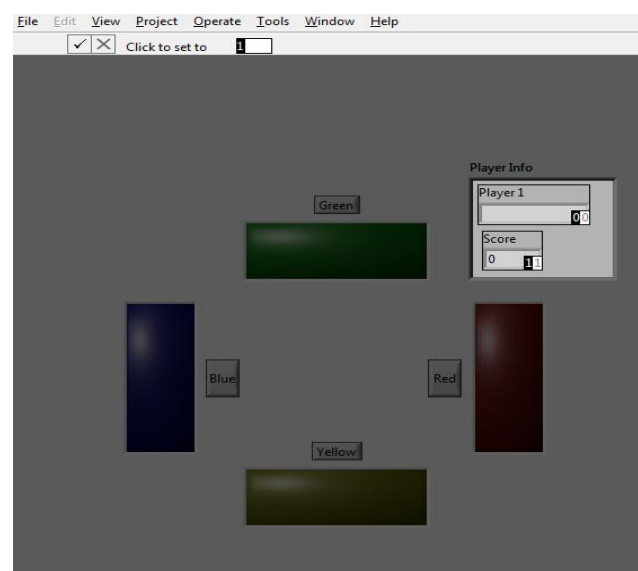 File Edit View Project Operate Tools Window Help
Click to set to 1
Player Info
Player 1
0 0
Score
0 1 1
Green
Blue
Red
Yellow